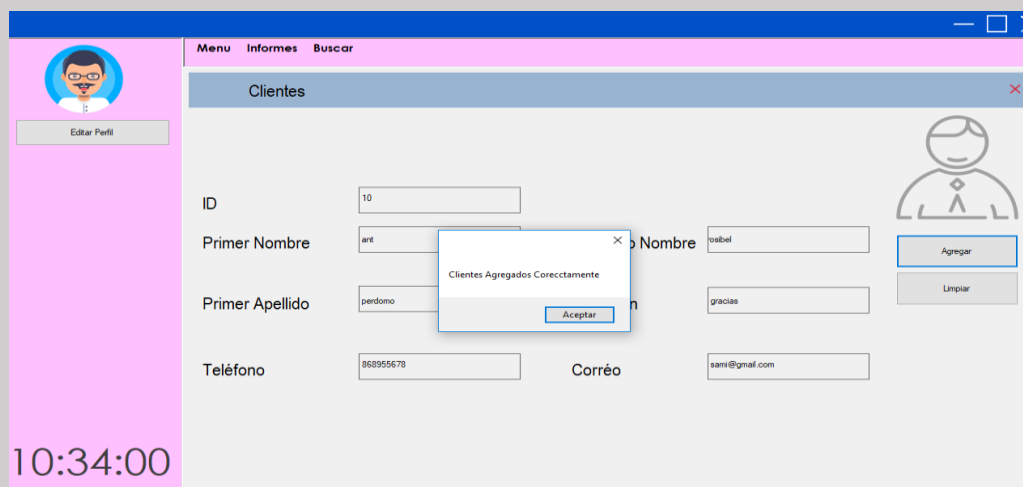 Menu Informes Buscar
Clientes
Editar Perfil
ID 10
Primer Nombre ant o Nombre rosibel
Clientes Agregados Corecctamente
Aceptar
Agregar
Primer Apellido perdomo n gracias
Limpiar
Teléfono 868955678 Corréo sami@gmail.com
10:34:00